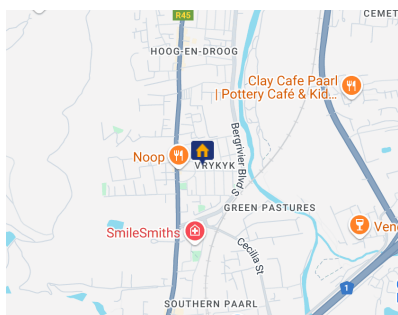 R45
CEMET
HOOG-EN-DROOG
Clay Cafe Paarl
| Pottery Café & Kid...
Bergrivier Blvd S
Noop
VRYKYK
GREEN PASTURES
SmileSmiths
Ven
Cecilia St
1
SOUTHERN PAARL